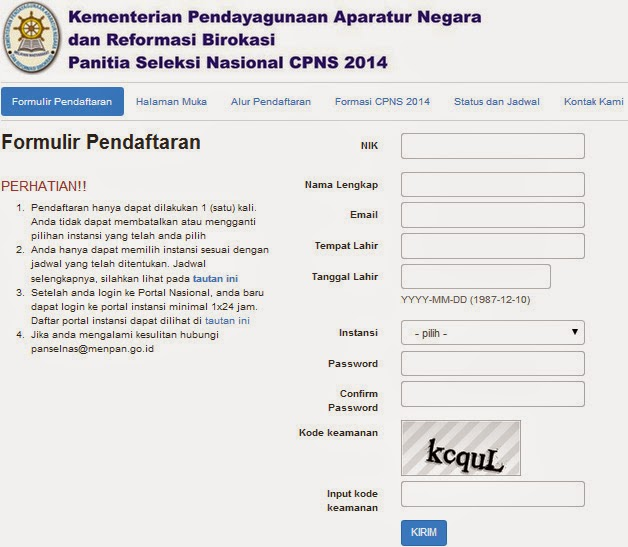 Kementerian Pendayagunaan Aparatur Negara
dan Reformasi Birokasi
Panitia Seleksi Nasional CPNS 2014
Formulir Pendaftaran
Halaman Muka
Alur Pendaftaran
Formasi CPNS 2014
Status dan Jadwal
Kontak Kami
Formulir Pendaftaran
PERHATIAN!!
1. Pendaftaran hanya dapat dilakukan 1 (satu) kali.
Anda tidak dapat membatalkan atau mengganti
pilihan instansi yang telah anda pilih
2. Anda hanya dapat memilih instansi sesuai dengan
jadwal yang telah ditentukan. Jadwal
selengkapnya, silahkan lihat pada tautan ini
3. Setelah anda login ke Portal Nasional, anda baru
dapat login ke portal instansi minimal 1x24 jam.
Daftar portal instansi dapat dilihat di tautan ini
4. Jika anda mengalami kesulitan hubungi
panselnas@menpan.go.id
NIK
Nama Lengkap
Email
Tempat Lahir
Tanggal Lahir
YYYY-MM-DD (1987-12-10)
Instansi
- pilih -
Password
Confirm
Password
Kode keamanan
kcquL
Input kode
keamanan
KIRIM